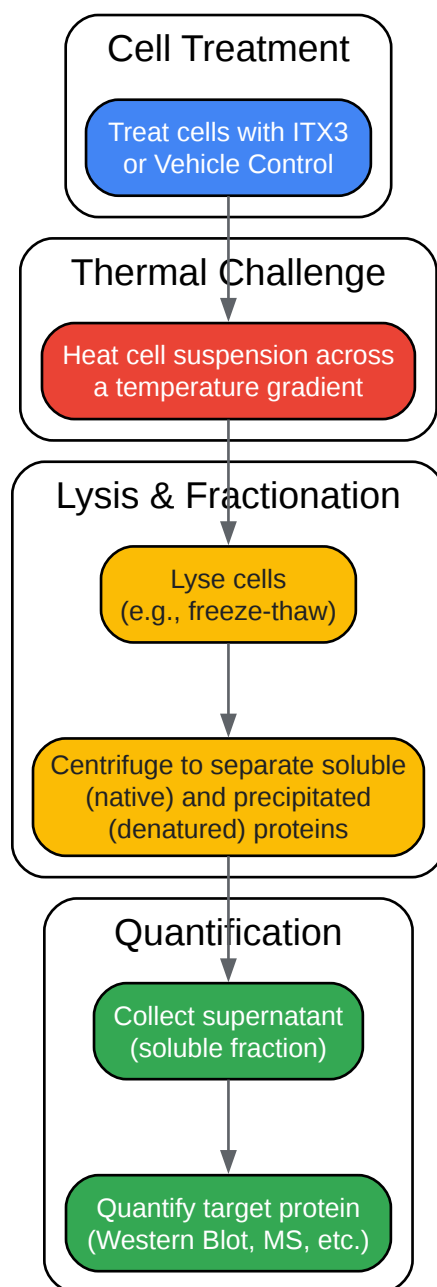 Cell Treatment
Treat cells with ITX3
or Vehicle Control
Thermal Challenge
Heat cell suspension across
a temperature gradient
Lysis & Fractionation
Lyse cells
(e.g., freeze-thaw)
Centrifuge to separate soluble
(native) and precipitated
(denatured) proteins
Quantification
Collect supernatant
(soluble fraction)
Quantify target protein
(Western Blot, MS, etc.)